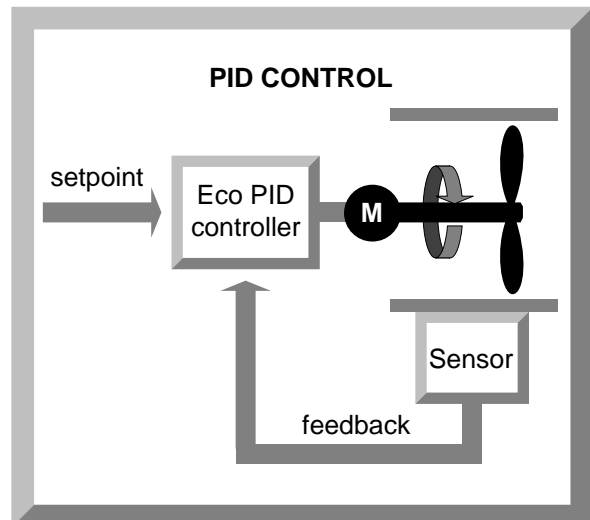 PID CONTROL
setpoint
Eco PID
controller
M
Sensor
feedback